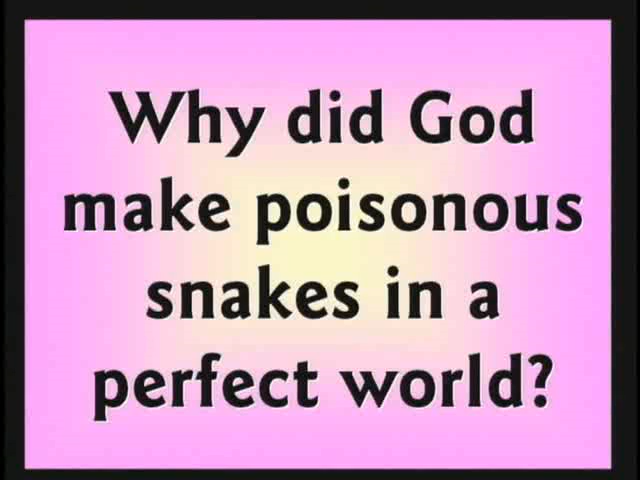 Why did God
make poisonous
snakes in a
perfect world?